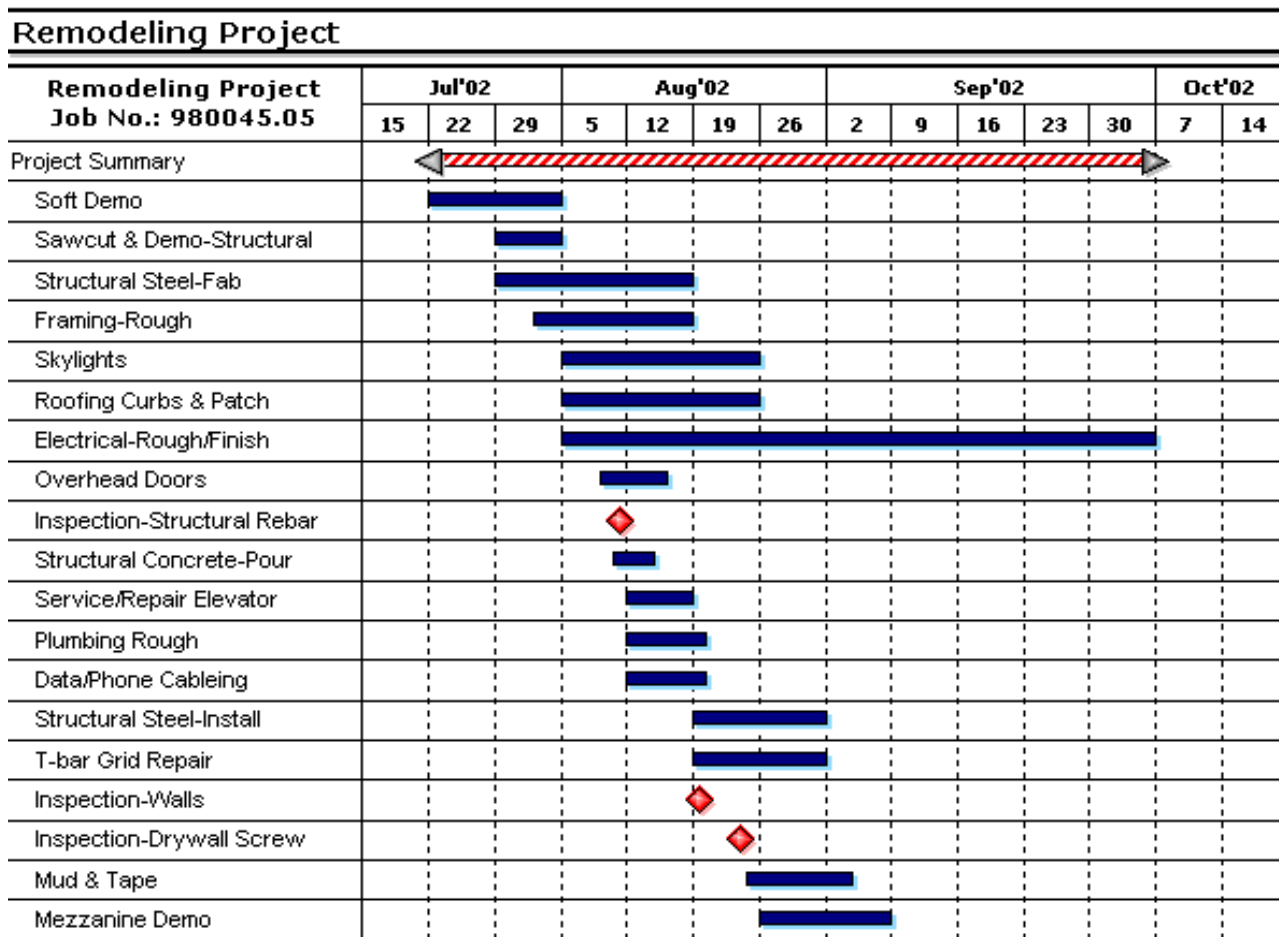 Remodeling Project
Remodeling Project
Job No.: 980045.05
Jul'02 Aug'02 Sep'02 Oct'02
15 22 29 5 12 19 26 2 9 16 23 30 7 14
Project Summary
Soft Demo
Sawcut & Demo-Structural
Structural Steel-Fab
Framing-Rough
Skylights
Roofing Curbs & Patch
Electrical-Rough/Finish
Overhead Doors
Inspection-Structural Rebar
Structural Concrete-Pour
Service/Repair Elevator
Plumbing Rough
Data/Phone Cableing
Structural Steel-Install
T-bar Grid Repair
Inspection-Walls
Inspection-Drywall Screw
Mud & Tape
Mezzanine Demo